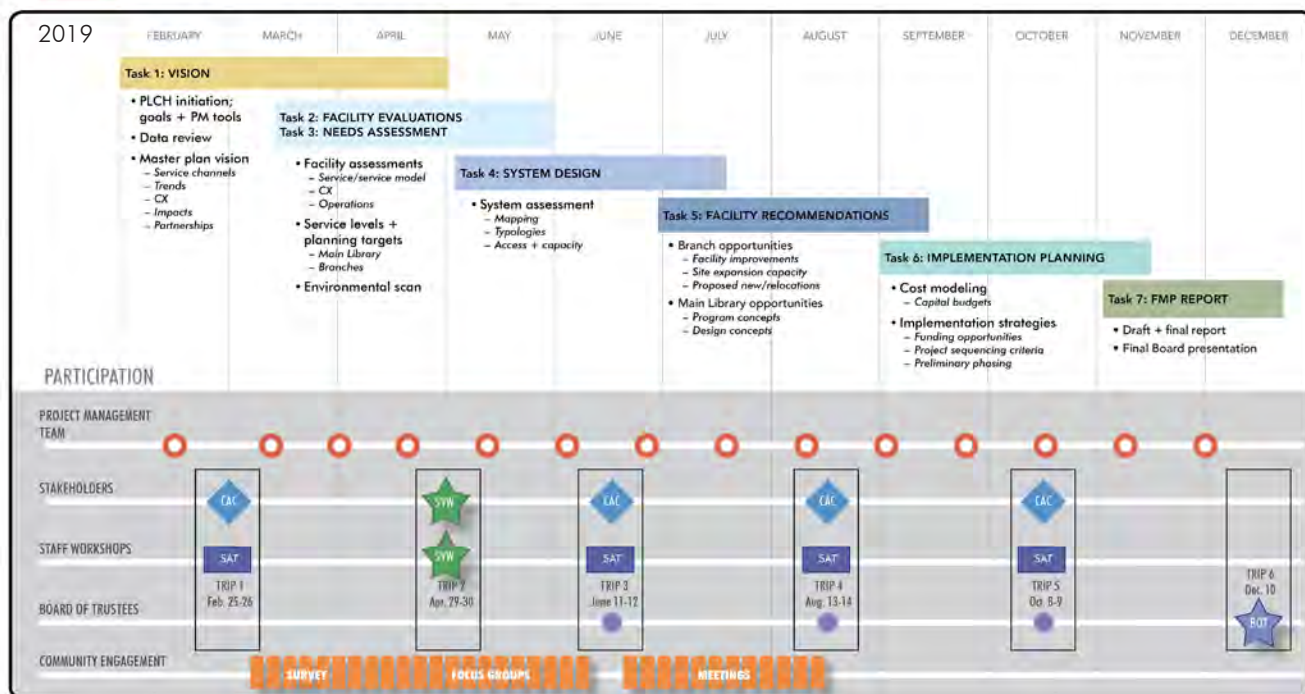 2019
FEBRUARY
MARCH
APRIL
MAY
JUNE
JULY
AUGUST
SEPTEMBER
OCTOBER
NOVEMBER
DECEMBER
Task 1: VISION
• PLCH initiation;
goals + PM tools
• Data review
• Master plan vision
– Service channels
– Trends
– CX
– Impacts
– Partnerships
Task 2: FACILITY EVALUATIONS
Task 3: NEEDS ASSESSMENT
• Facility assessments
– Service/service model
– CX
– Operations
• Service levels +
planning targets
– Main Library
– Branches
• Environmental scan
Task 4: SYSTEM DESIGN
• System assessment
– Mapping
– Typologies
– Access + capacity
Task 5: FACILITY RECOMMENDATIONS
• Branch opportunities
– Facility improvements
– Site expansion capacity
– Proposed new/relocations
• Main Library opportunities
– Program concepts
– Design concepts
Task 6: IMPLEMENTATION PLANNING
• Cost modeling
– Capital budgets
• Implementation strategies
– Funding opportunities
– Project sequencing criteria
– Preliminary phasing
Task 7: FMP REPORT
• Draft + final report
• Final Board presentation
PARTICIPATION
PROJECT MANAGEMENT
TEAM
STAKEHOLDERS
CAC
SVW
CAC
CAC
CAC
STAFF WORKSHOPS
SAT
SVW
SAT
SAT
SAT
TRIP 1
Feb. 25-26
TRIP 2
Apr. 29-30
TRIP 3
June 11-12
TRIP 4
Aug. 13-14
TRIP 5
Oct. 8-9
TRIP 6
Dec. 10
BOARD OF TRUSTEES
BOT
COMMUNITY ENGAGEMENT
SURVEY
FOCUS GROUPS
MEETINGS